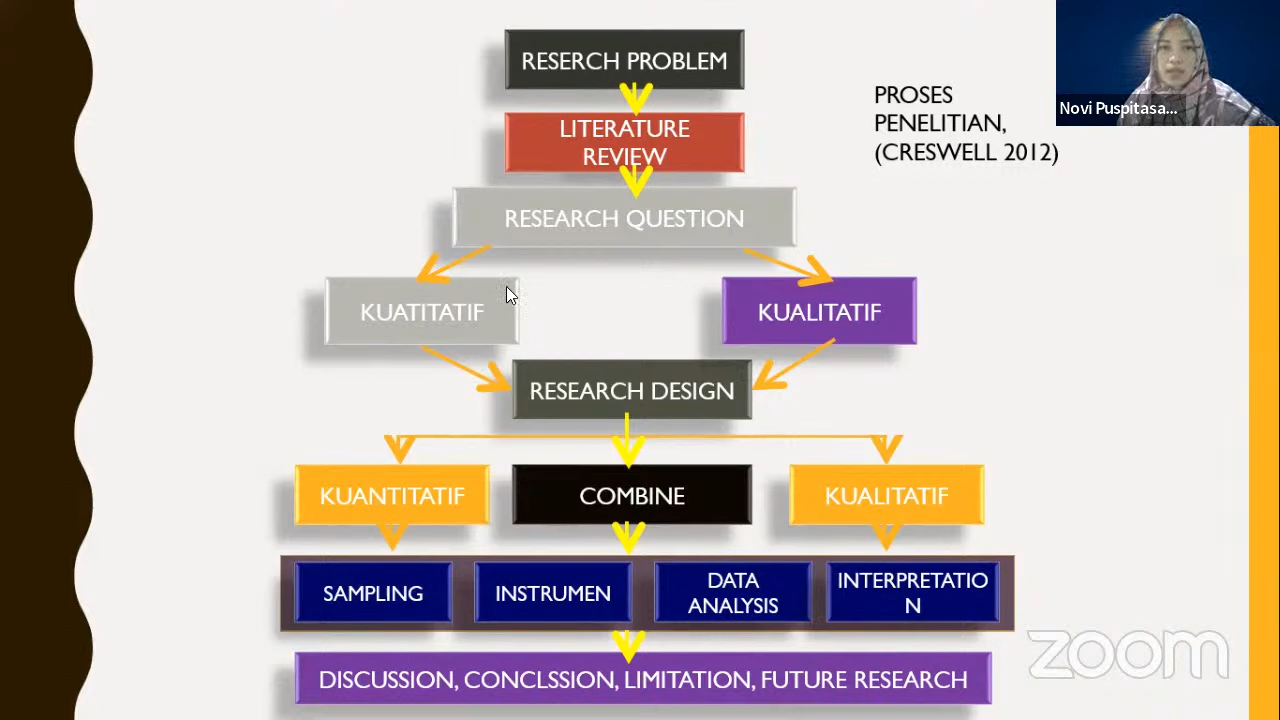 RESERCH PROBLEM
PROSES
PENELITIAN,
(CRESWELL 2012)
Novi Puspitasa...
LITERATURE
REVIEW
RESEARCH QUESTION
KUATITATIF
KUALITATIF
RESEARCH DESIGN
KUANTITATIF
COMBINE
KUALITATIF
SAMPLING
INSTRUMEN
DATA
ANALYSIS
INTERPRETATIO
N
DISCUSSION, CONCLSSION, LIMITATION, FUTURE RESEARCH
zoom